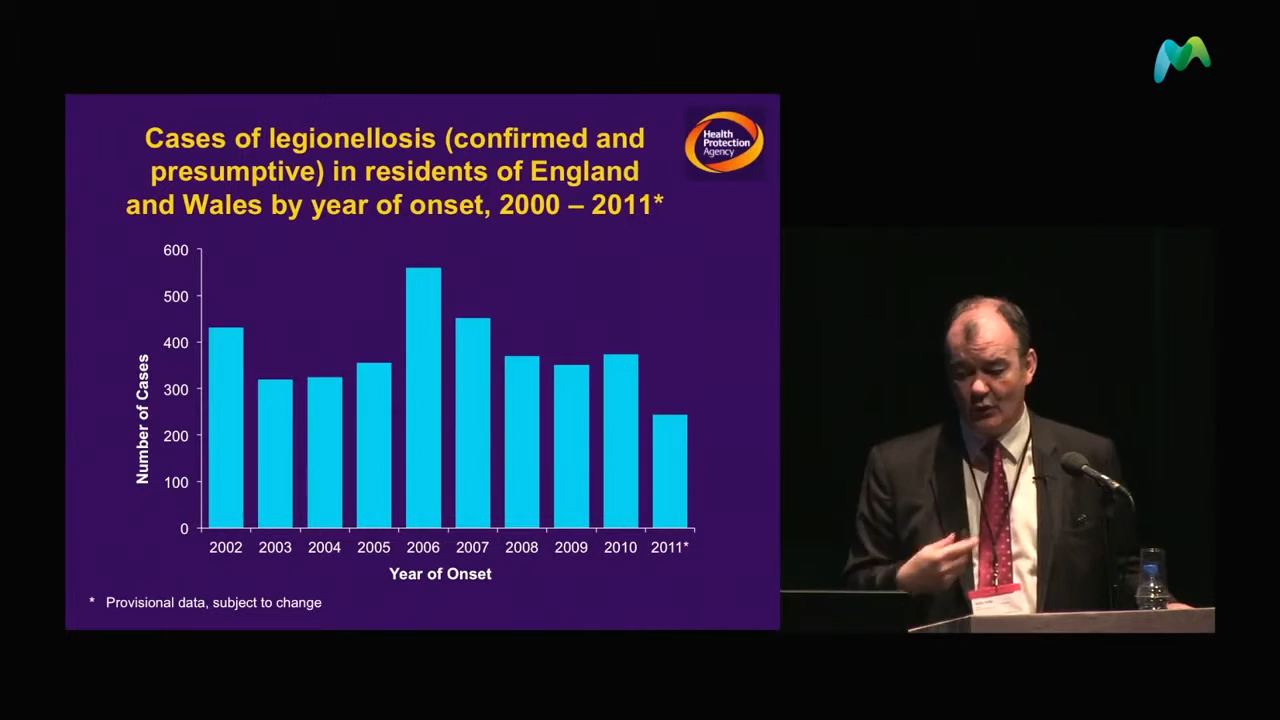 Cases of legionellosis (confirmed and
presumptive) in residents of England
and Wales by year of onset, 2000 – 2011*
Health
Protection
Agency
600
500
400
300
200
100
0
Number of Cases
2002 2003 2004 2005 2006 2007 2008 2009 2010 2011*
Year of Onset
* Provisional data, subject to change